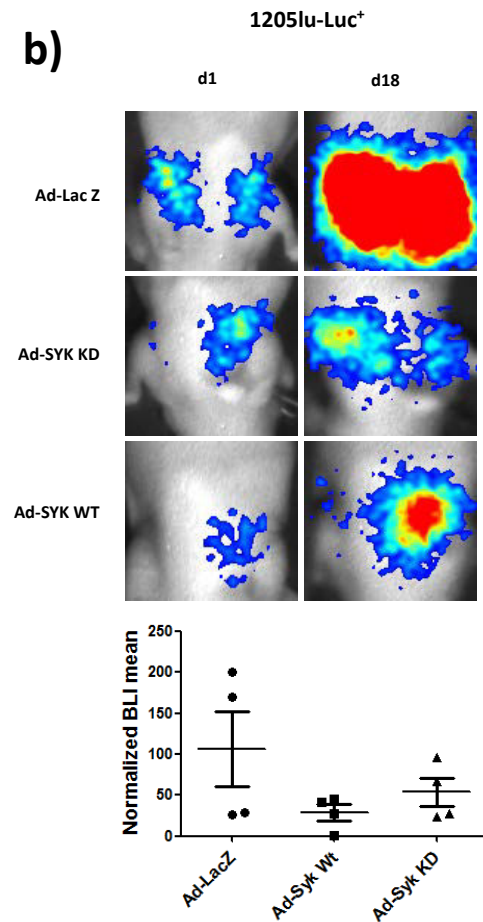 1205lu-Luc⁺
b)
d1 d18
Ad-Lac Z
Ad-SYK KD
Ad-SYK WT
250
200
150
100
50
0
Normalized BLI mean
Ad-LacZ
Ad-Syk Wt
Ad-Syk KD